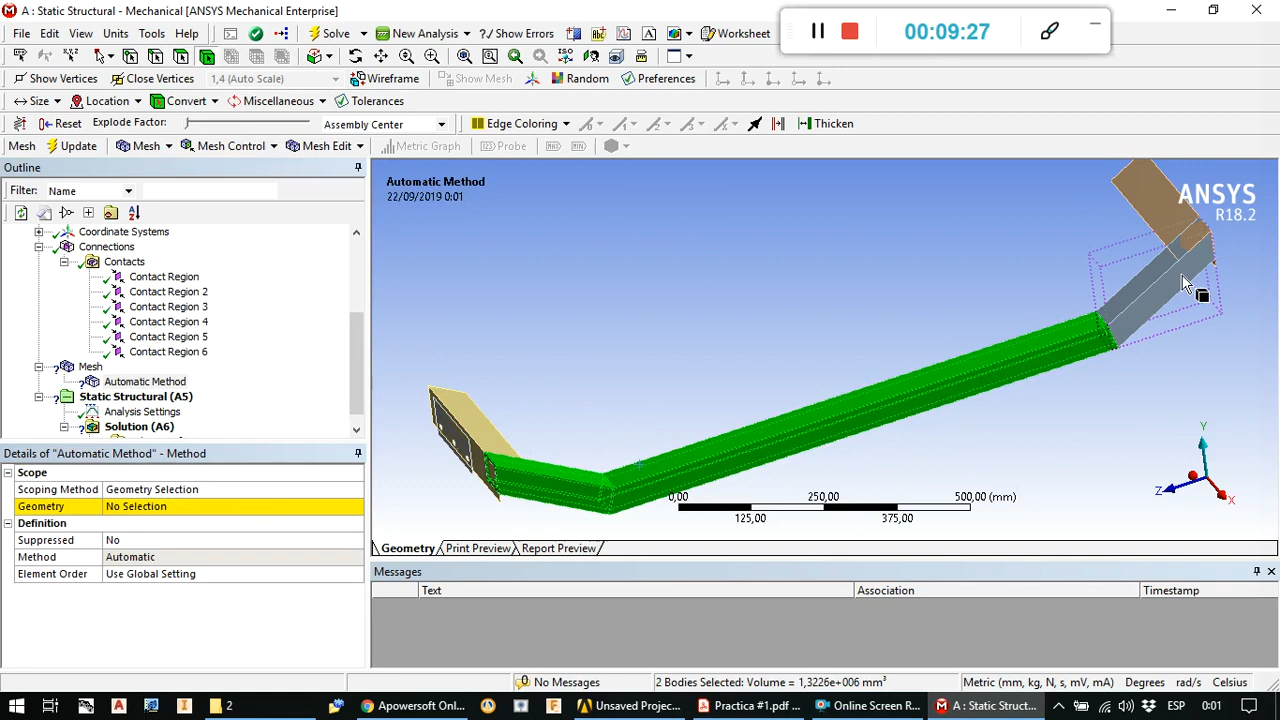 A : Static Structural - Mechanical [ANSYS Mechanical Enterprise]
00:09:27
File Edit View Units Tools Help Solve New Analysis ?/ Show Errors Worksheet
Show Vertices Close Vertices 1,4 (Auto Scale) Wireframe Show Mesh Random Preferences
Size Location Convert Miscellaneous Tolerances
Reset Explode Factor: Assembly Center Edge Coloring Thicken
Mesh Update Mesh Mesh Control Mesh Edit Metric Graph Probe
Outline
Filter: Name
Coordinate Systems
Connections
Contacts
Contact Region
Contact Region 2
Contact Region 3
Contact Region 4
Contact Region 5
Contact Region 6
Mesh
Automatic Method
Static Structural (A5)
Analysis Settings
Solution (A6)
Details of "Automatic Method" - Method
Scope
Scoping Method Geometry Selection
Geometry No Selection
Definition
Suppressed No
Method Automatic
Element Order Use Global Setting
Automatic Method
22/09/2019 0:01
ANSYS
R18.2
0,00 250,00 500,00 (mm)
125,00 375,00
Y
Z
X
Geometry Print Preview Report Preview
Messages
Text Association Timestamp
No Messages 2 Bodies Selected: Volume = 1,3226e+006 mm³ Metric (mm, kg, N, s, mV, mA) Degrees rad/s Celsius
2 Apowersoft Onl... Unsaved Projec... Practica #1.pdf ... Online Screen R... A : Static Struct... ESP 0:01